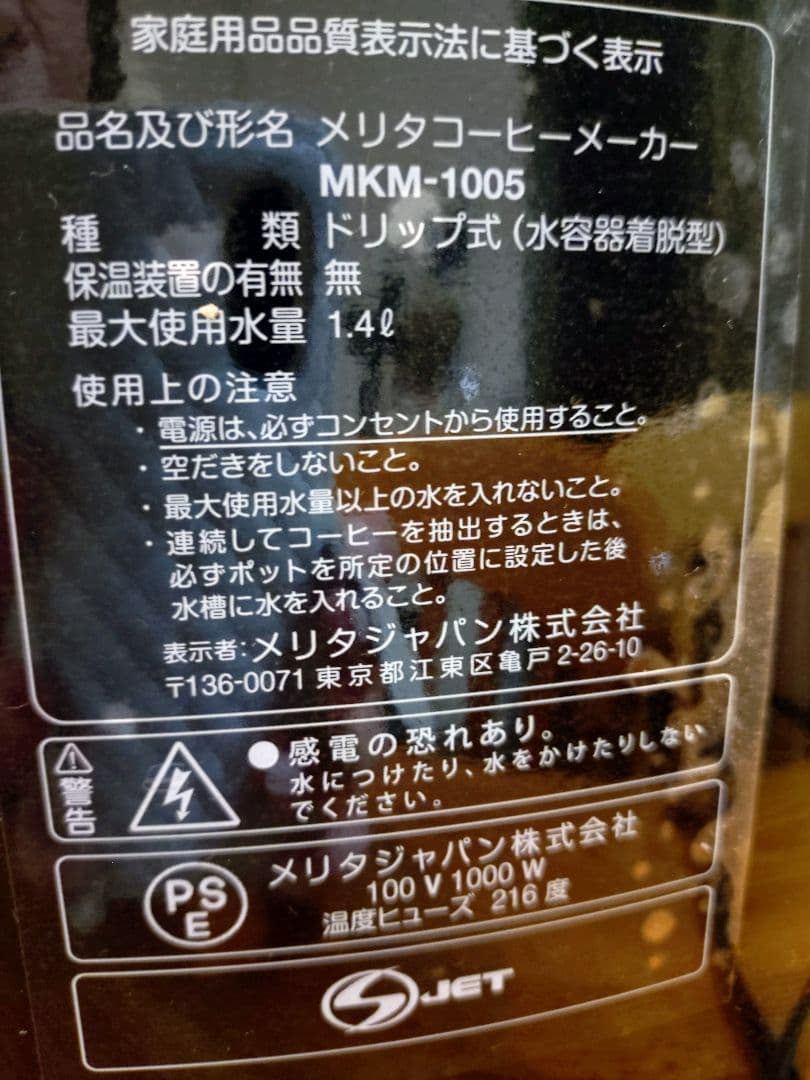 家庭用品品質表示法に基づく表示
品名及び形名 メリタコーヒーメーカー
MKM-1005
種類 ドリップ式(水容器着脱型)
保温装置の有無 無
最大使用水量 1.4ℓ
使用上の注意
・電源は、必ずコンセントから使用すること。
・空だきをしないこと。
・最大使用水量以上の水を入れないこと。
・連続してコーヒーを抽出するときは、
必ずポットを所定の位置に設定した後
水槽に水を入れること。
表示者:メリタジャパン株式会社
〒136-0071 東京都江東区亀戸2-26-10
警告
●感電の恐れあり。
水につけたり、水をかけたりしない
でください。
PSE
メリタジャパン株式会社
100 V 1000 W
温度ヒューズ 216 度
S JET